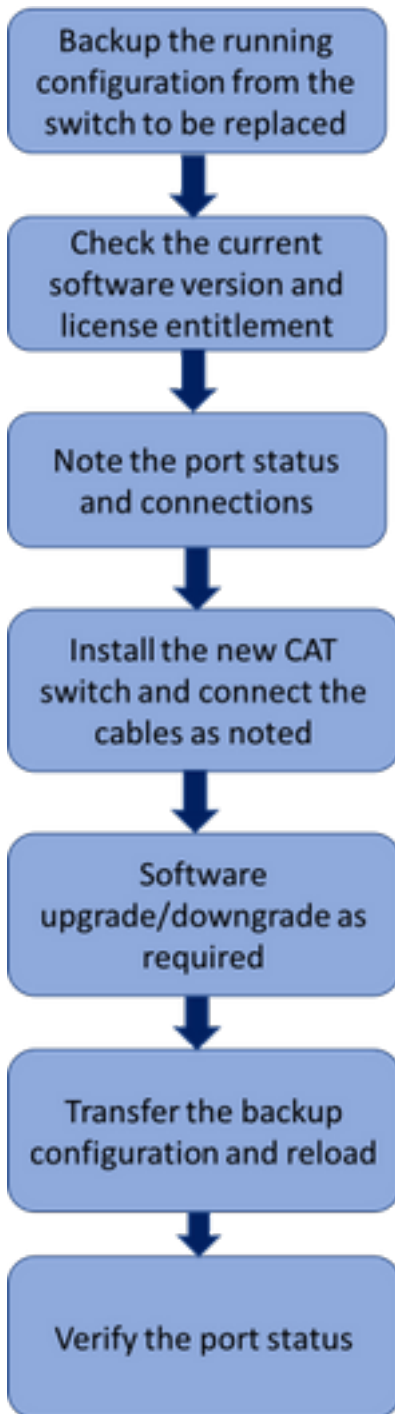 Backup the running
configuration from the
switch to be replaced
Check the current
software version and
license entitlement
Note the port status
and connections
Install the new CAT
switch and connect the
cables as noted
Software
upgrade/downgrade as
required
Transfer the backup
configuration and reload
Verify the port status